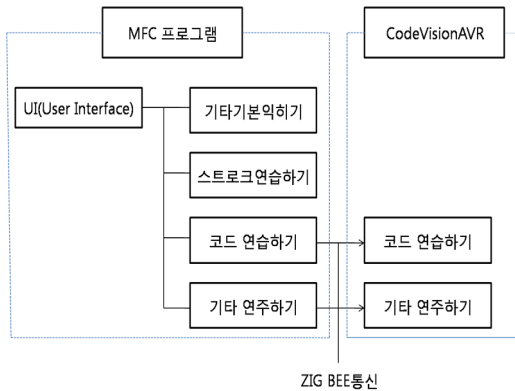 MFC 프로그램
CodeVisionAVR
UI(User Interface)
기타기본익히기
스트로크연습하기
코드 연습하기
코드 연습하기
기타 연주하기
기타 연주하기
ZIG BEE통신